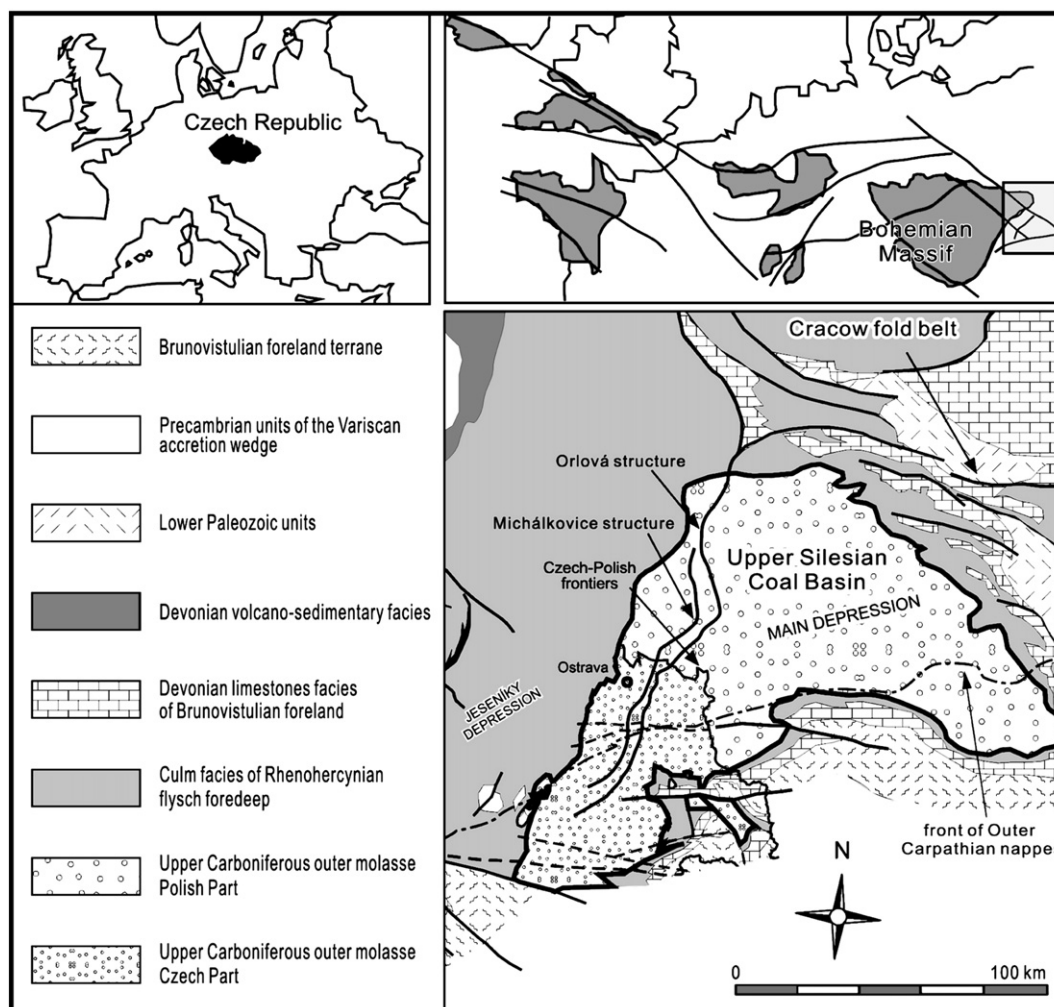 Czech Republic
Bohemian
Massif
Brunovistulian foreland terrane
Precambrian units of the Variscan
accretion wedge
Lower Paleozoic units
Devonian volcano-sedimentary facies
Devonian limestones facies
of Brunovistulian foreland
Culm facies of Rhenohercynian
flysch foredeep
Upper Carboniferous outer molasse
Polish Part
Upper Carboniferous outer molasse
Czech Part
Cracow fold belt
Orlová structure
Michálkovice structure
Czech-Polish
frontiers
Upper Silesian
Coal Basin
MAIN DEPRESSION
Ostrava
JESENÍKY
DEPRESSION
front of Outer
Carpathian nappe
N
0
100 km